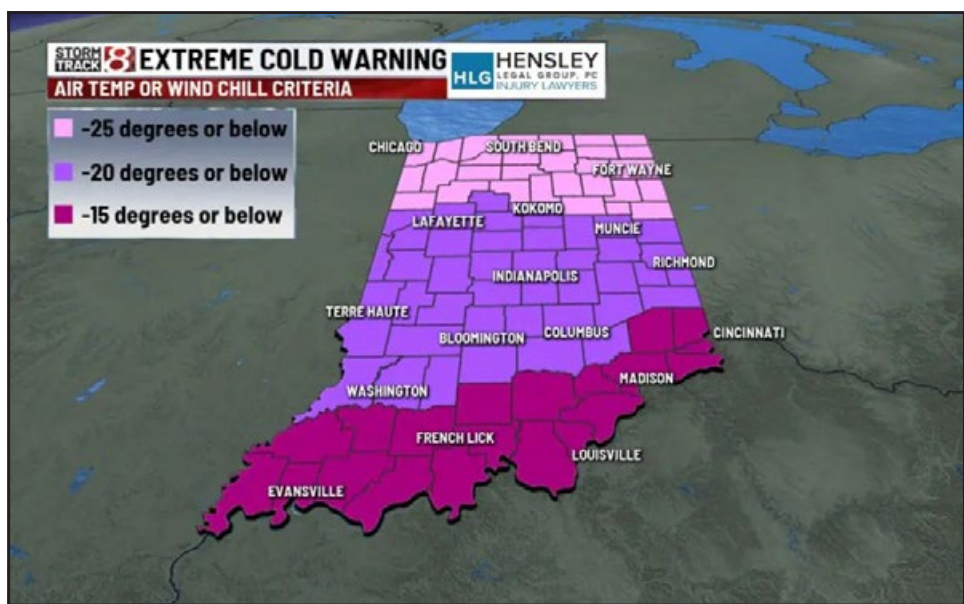 STORM TRACK 8 EXTREME COLD WARNING
AIR TEMP OR WIND CHILL CRITERIA
HLG HENSLEY
LEGAL GROUP, PC
INJURY LAWYERS
-25 degrees or below
-20 degrees or below
-15 degrees or below
CHICAGO
SOUTH BEND
FORT WAYNE
KOKOMO
LAFAYETTE
MUNCIE
RICHMOND
INDIANAPOLIS
TERRE HAUTE
BLOOMINGTON
COLUMBUS
CINCINNATI
MADISON
WASHINGTON
FRENCH LICK
LOUISVILLE
EVANSVILLE